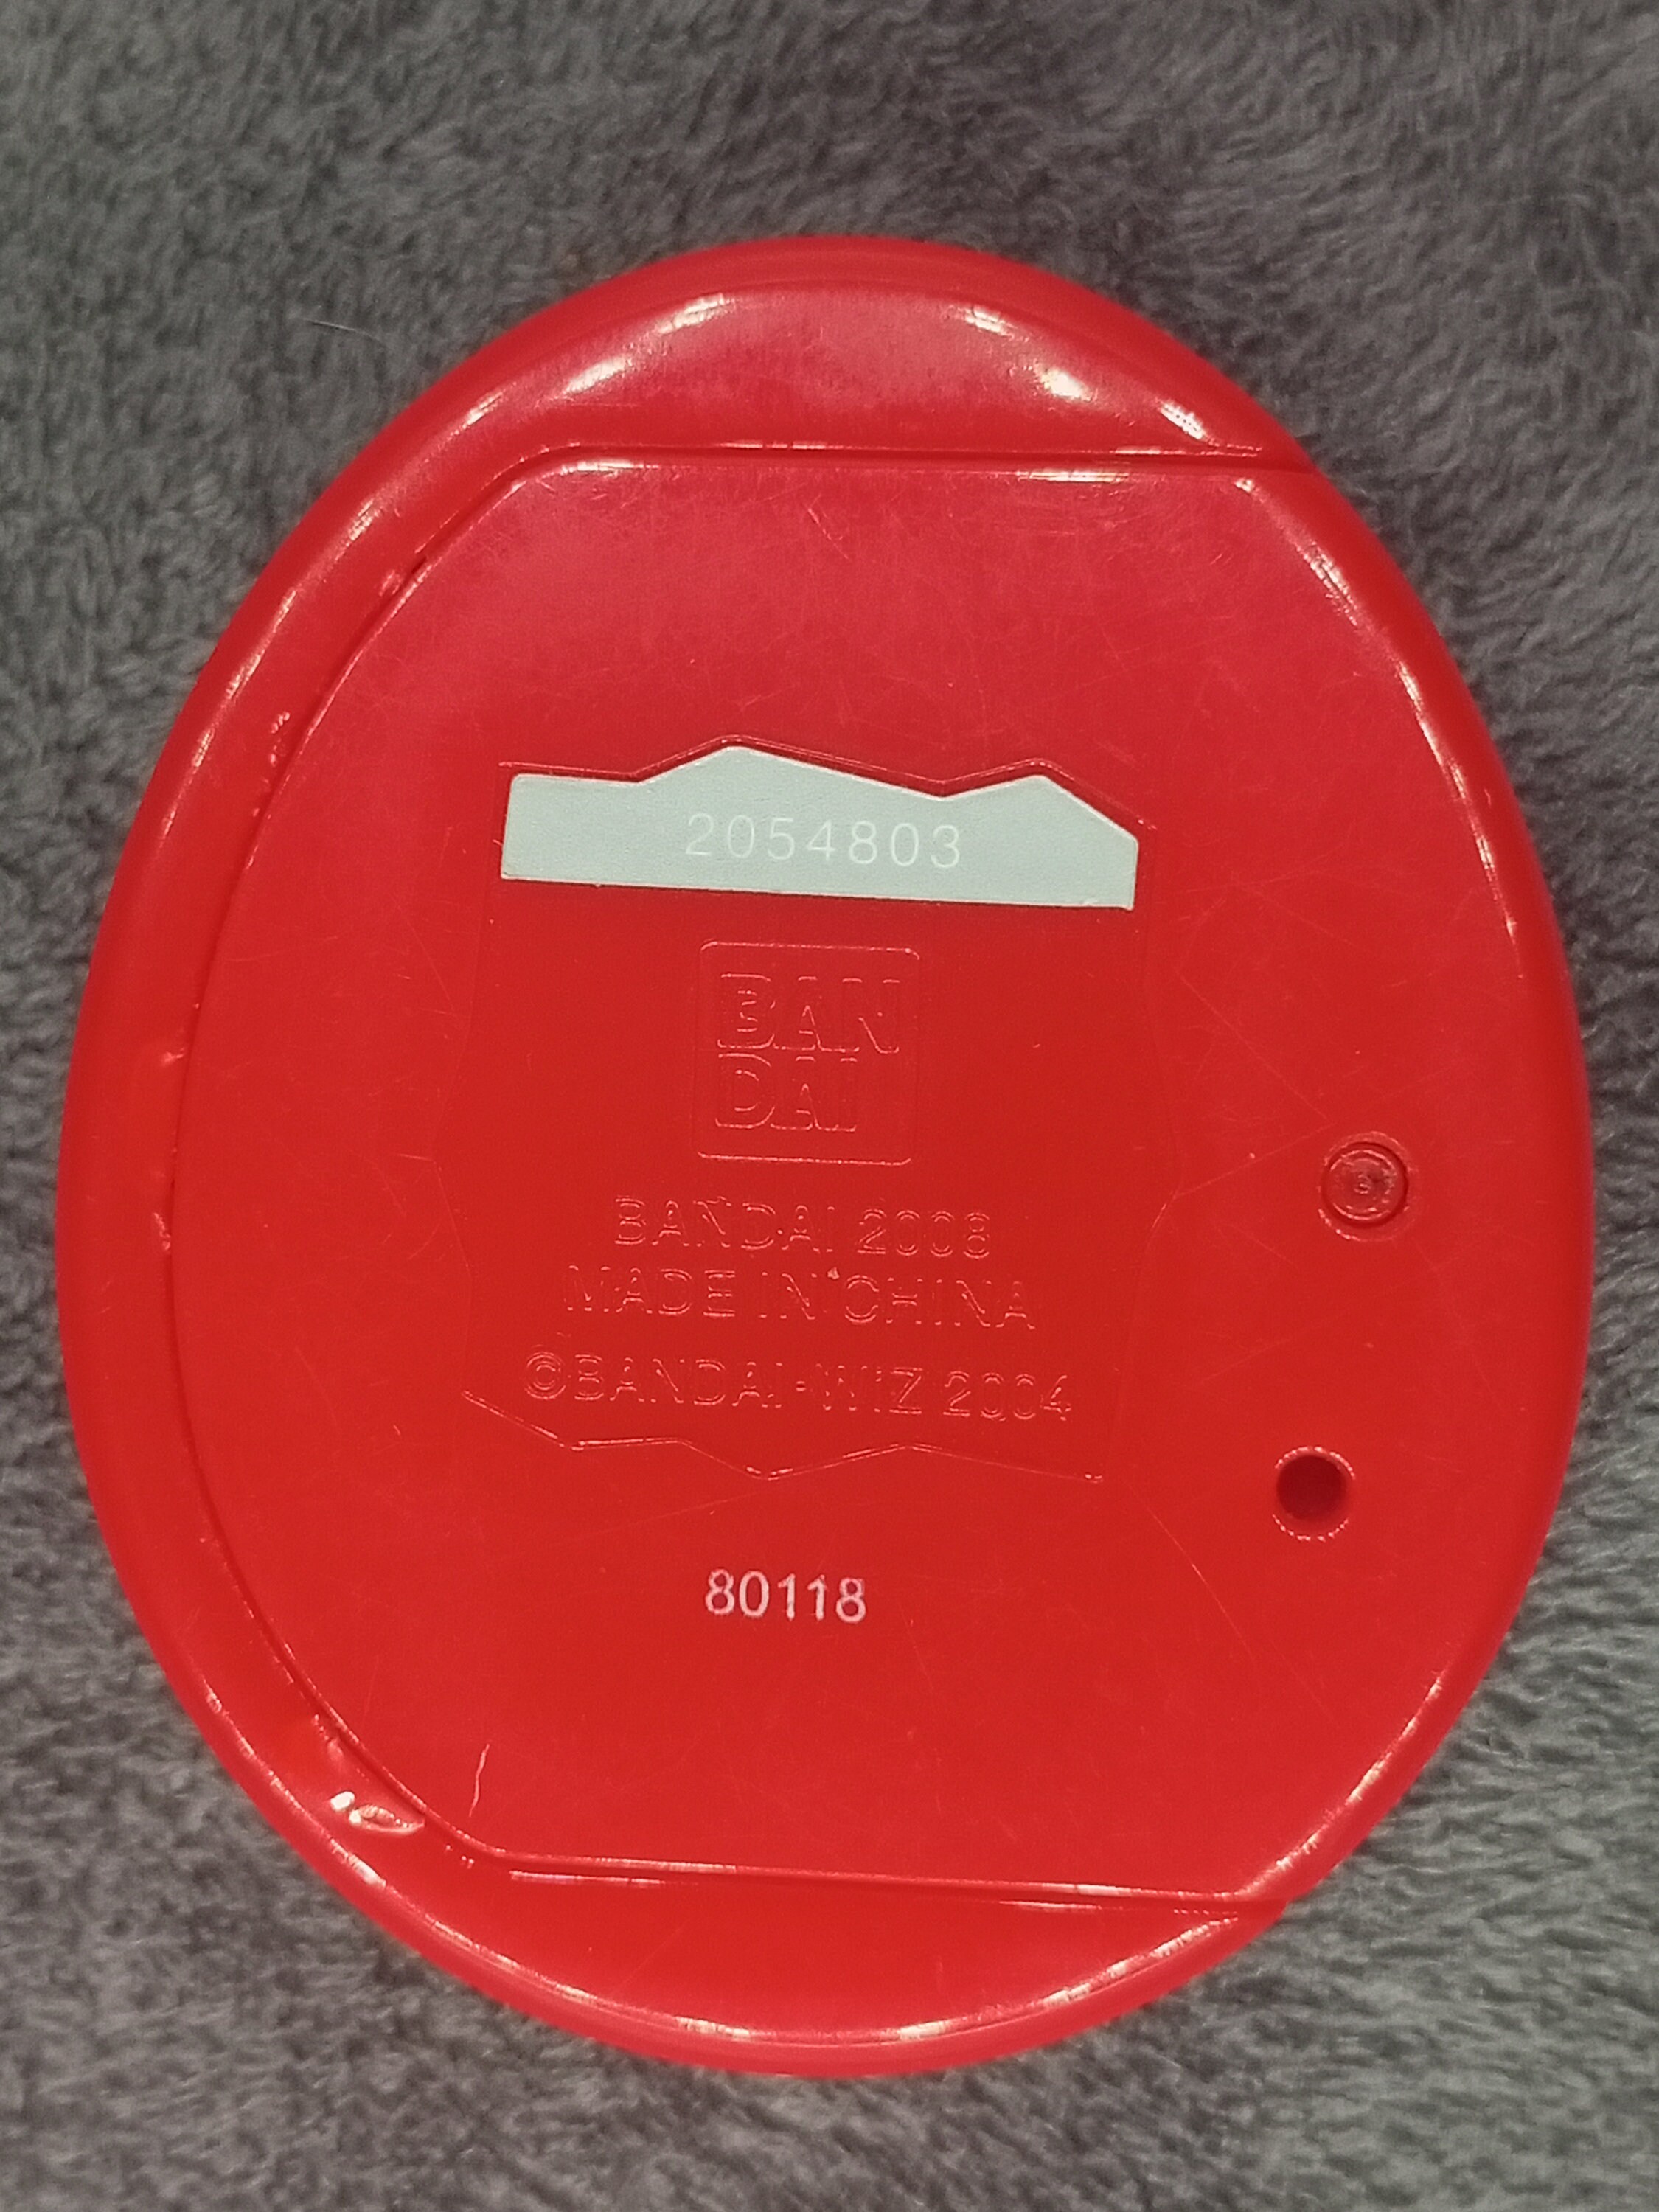 2054803
BAN
DAI
BANDAI 2008
MADE IN CHINA
©BANDAI•WiZ 2004
80118